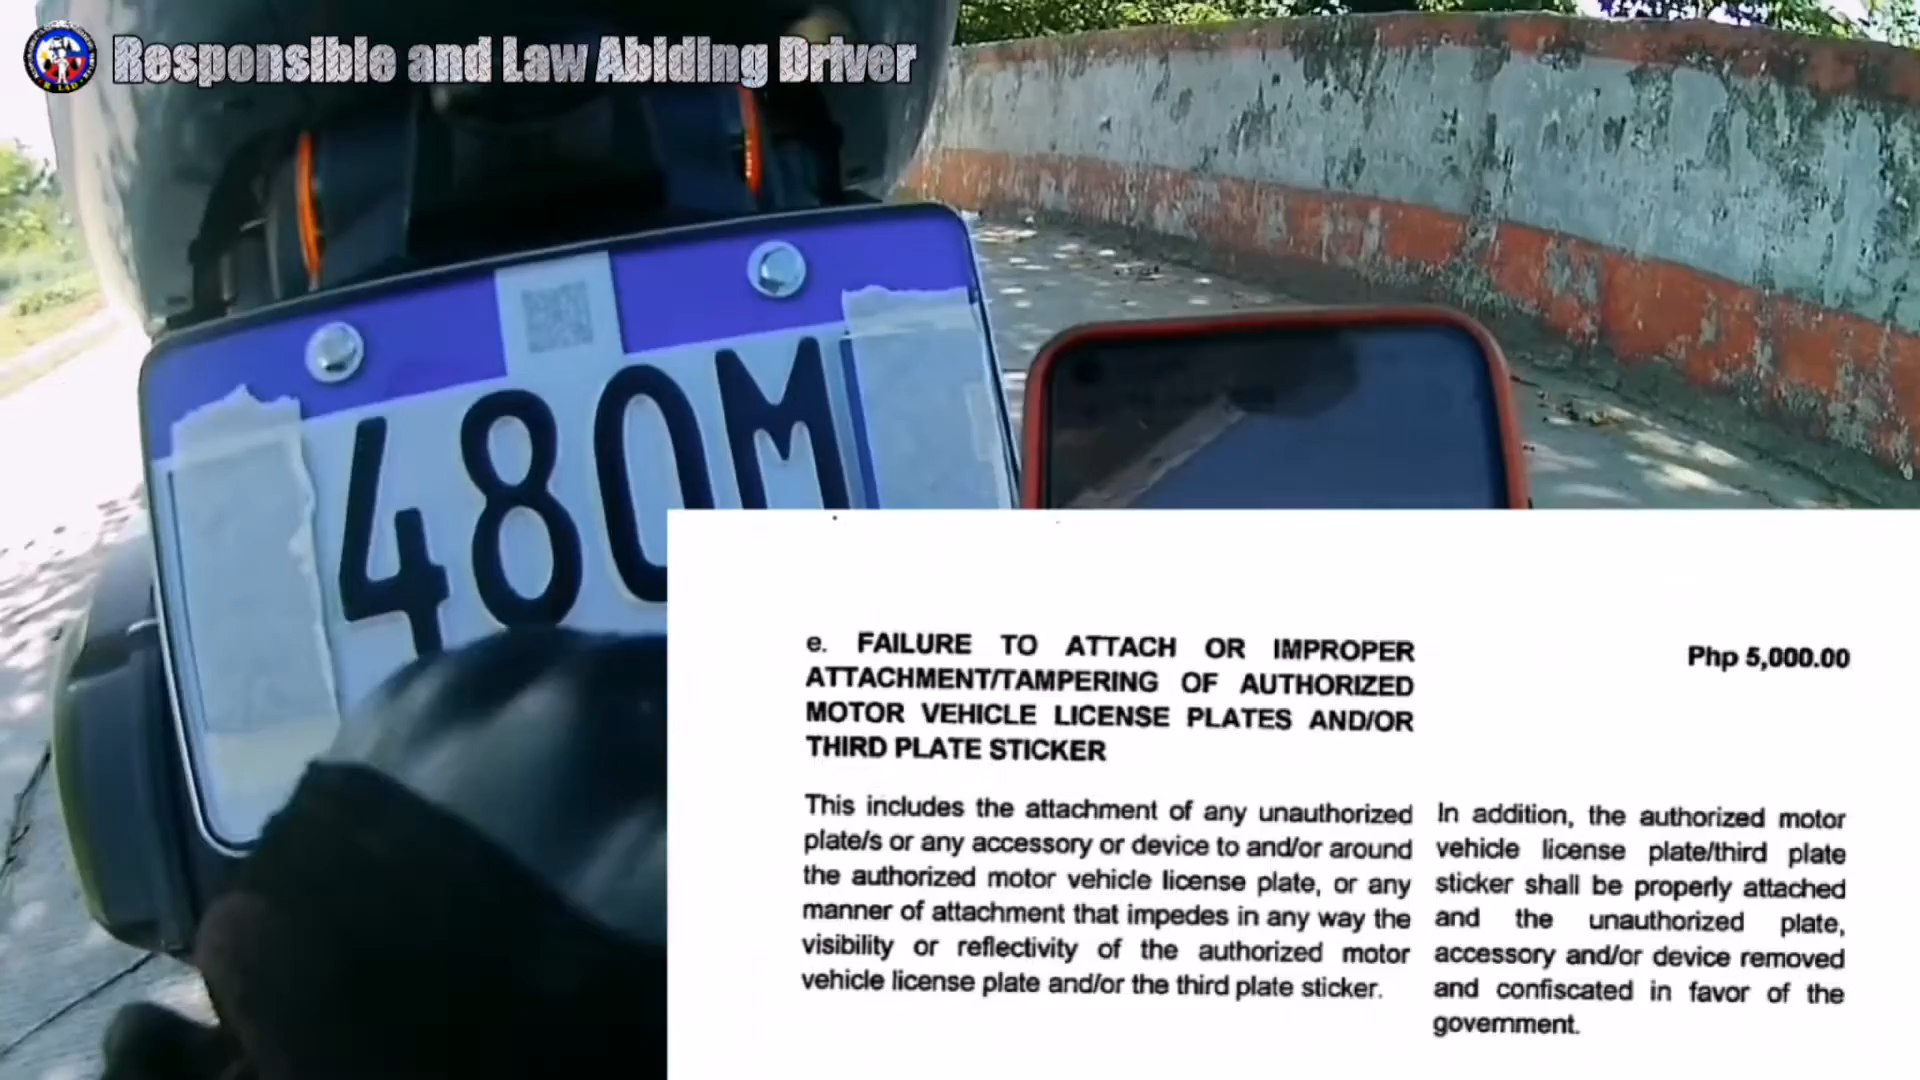 Responsible and Law Abiding Driver
480M
e. FAILURE TO ATTACH OR IMPROPER
ATTACHMENT/TAMPERING OF AUTHORIZED
MOTOR VEHICLE LICENSE PLATES AND/OR
THIRD PLATE STICKER
Php 5,000.00
This includes the attachment of any unauthorized
plate/s or any accessory or device to and/or around
the authorized motor vehicle license plate, or any
manner of attachment that impedes in any way the
visibility or reflectivity of the authorized motor
vehicle license plate and/or the third plate sticker.
In addition, the authorized motor
vehicle license plate/third plate
sticker shall be properly attached
and the unauthorized plate,
accessory and/or device removed
and confiscated in favor of the
government.